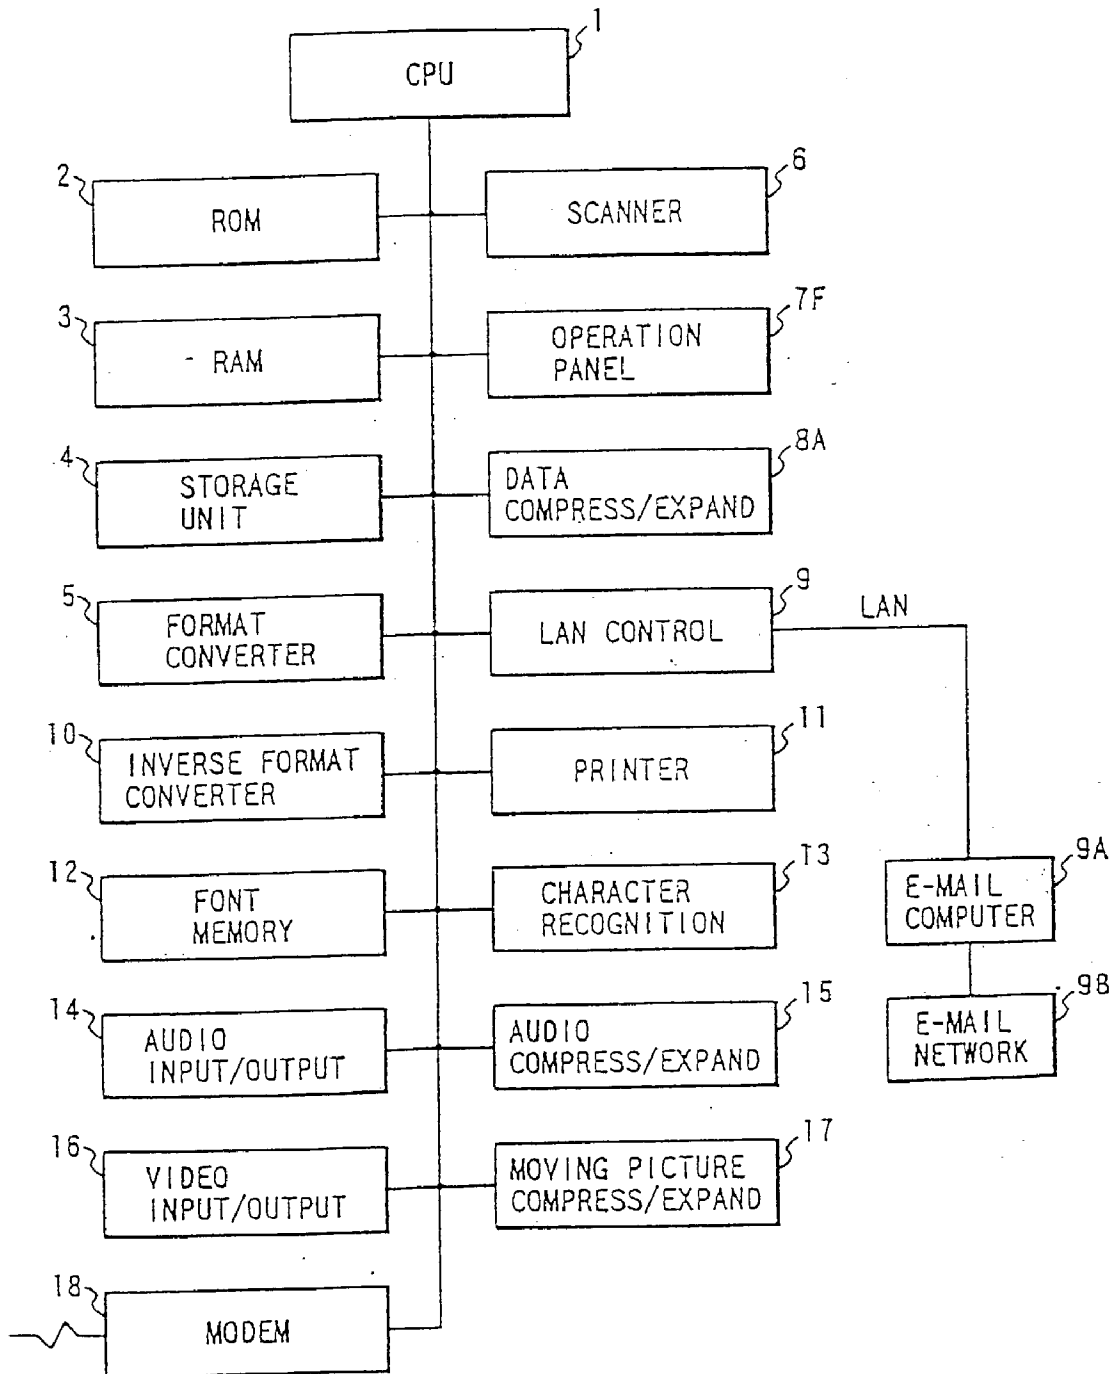 1
CPU
2
ROM
6
SCANNER
3
RAM
7F
OPERATION
PANEL
4
STORAGE
UNIT
8A
DATA
COMPRESS/EXPAND
5
FORMAT
CONVERTER
9
LAN CONTROL
LAN
10
INVERSE FORMAT
CONVERTER
11
PRINTER
12
FONT
MEMORY
13
CHARACTER
RECOGNITION
9A
E-MAIL
COMPUTER
14
AUDIO
INPUT/OUTPUT
15
AUDIO
COMPRESS/EXPAND
9B
E-MAIL
NETWORK
16
VIDEO
INPUT/OUTPUT
17
MOVING PICTURE
COMPRESS/EXPAND
18
MODEM